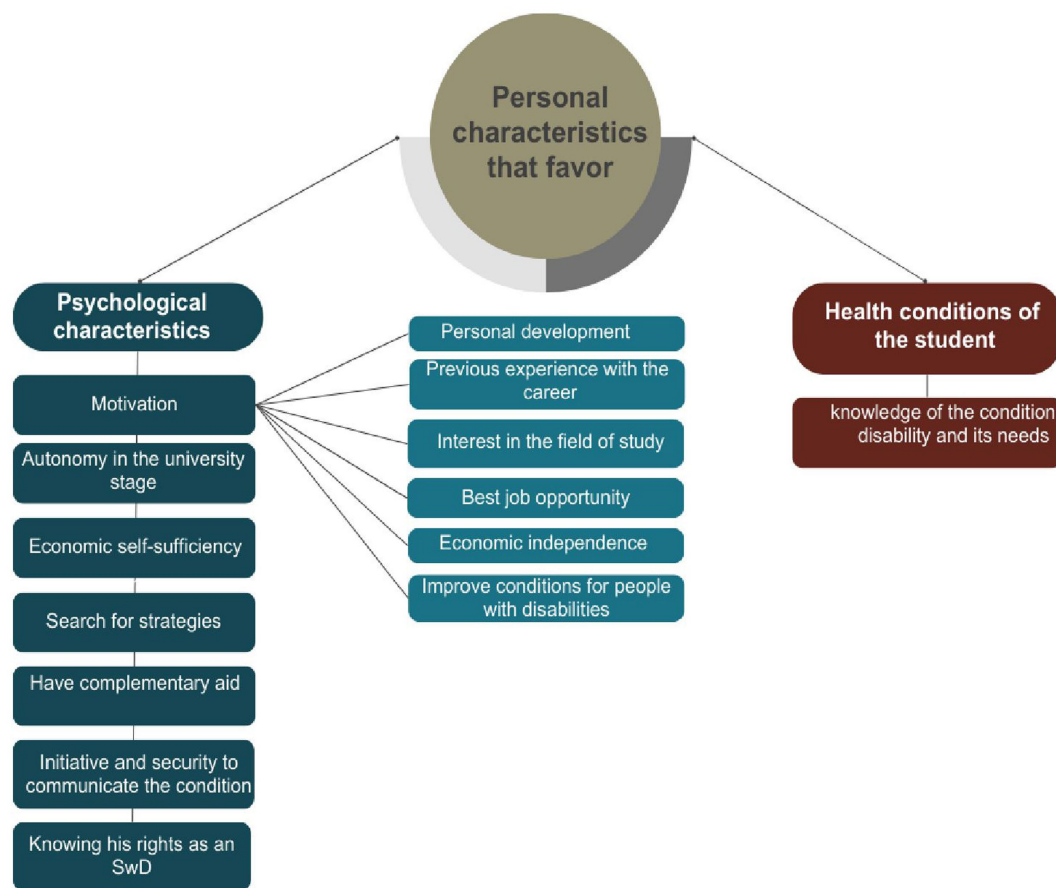 Personal
characteristics
that favor
Psychological
characteristics
Motivation
Autonomy in the university
stage
Economic self-sufficiency
Search for strategies
Have complementary aid
Initiative and security to
communicate the condition
Knowing his rights as an
SwD
Personal development
Previous experience with the
career
Interest in the field of study
Best job opportunity
Economic independence
Improve conditions for people
with disabilities
Health conditions of
the student
knowledge of the condition
disability and its needs